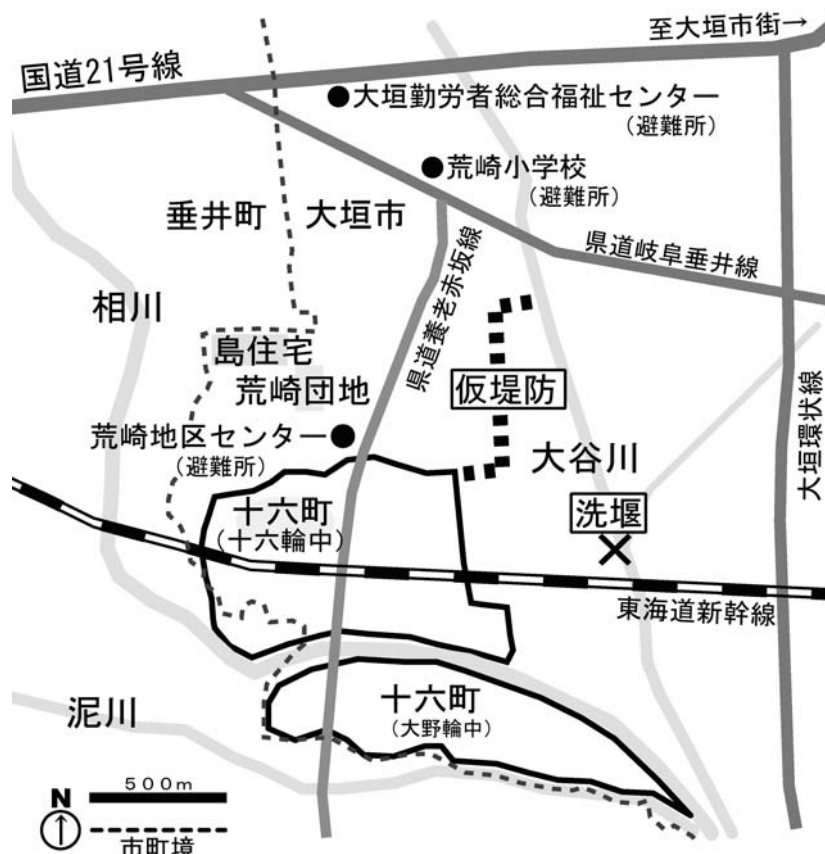 至大垣市街→
国道21号線
大垣勤労者総合福祉センター
(避難所)
荒崎小学校
(避難所)
垂井町
大垣市
県道岐阜垂井線
県道養老赤坂線
相川
島住宅
荒崎団地
仮堤防
荒崎地区センター
(避難所)
大谷川
大垣環状線
洗堰
十六町
(十六輪中)
東海道新幹線
十六町
(大野輪中)
泥川
500m
N
市町境